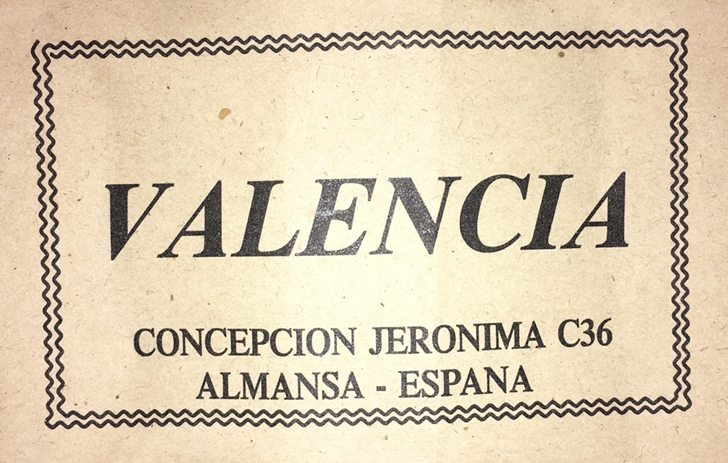 VALENCIA
CONCEPCION JERONIMA C36
ALMANSA - ESPANA